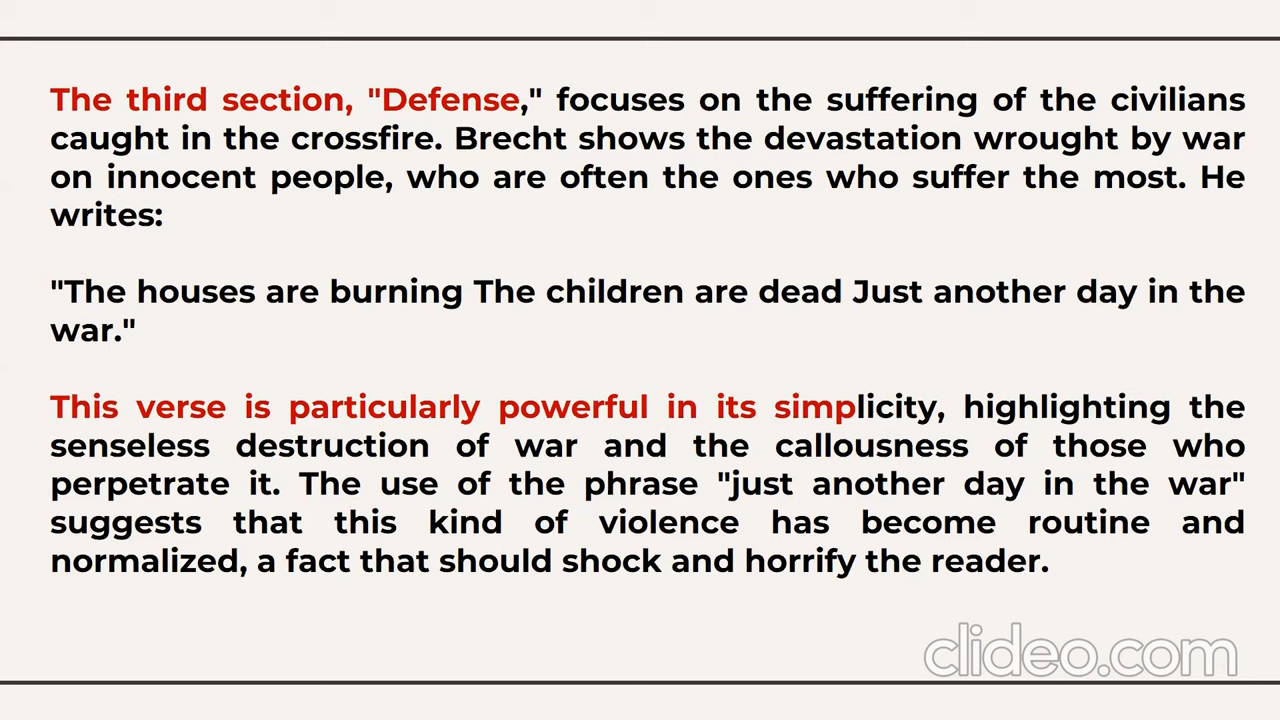 The third section, "Defense," focuses on the suffering of the civilians
caught in the crossfire. Brecht shows the devastation wrought by war
on innocent people, who are often the ones who suffer the most. He
writes:
"The houses are burning The children are dead Just another day in the
war."
This verse is particularly powerful in its simplicity, highlighting the
senseless destruction of war and the callousness of those who
perpetrate it. The use of the phrase "just another day in the war"
suggests that this kind of violence has become routine and
normalized, a fact that should shock and horrify the reader.
clideo.com